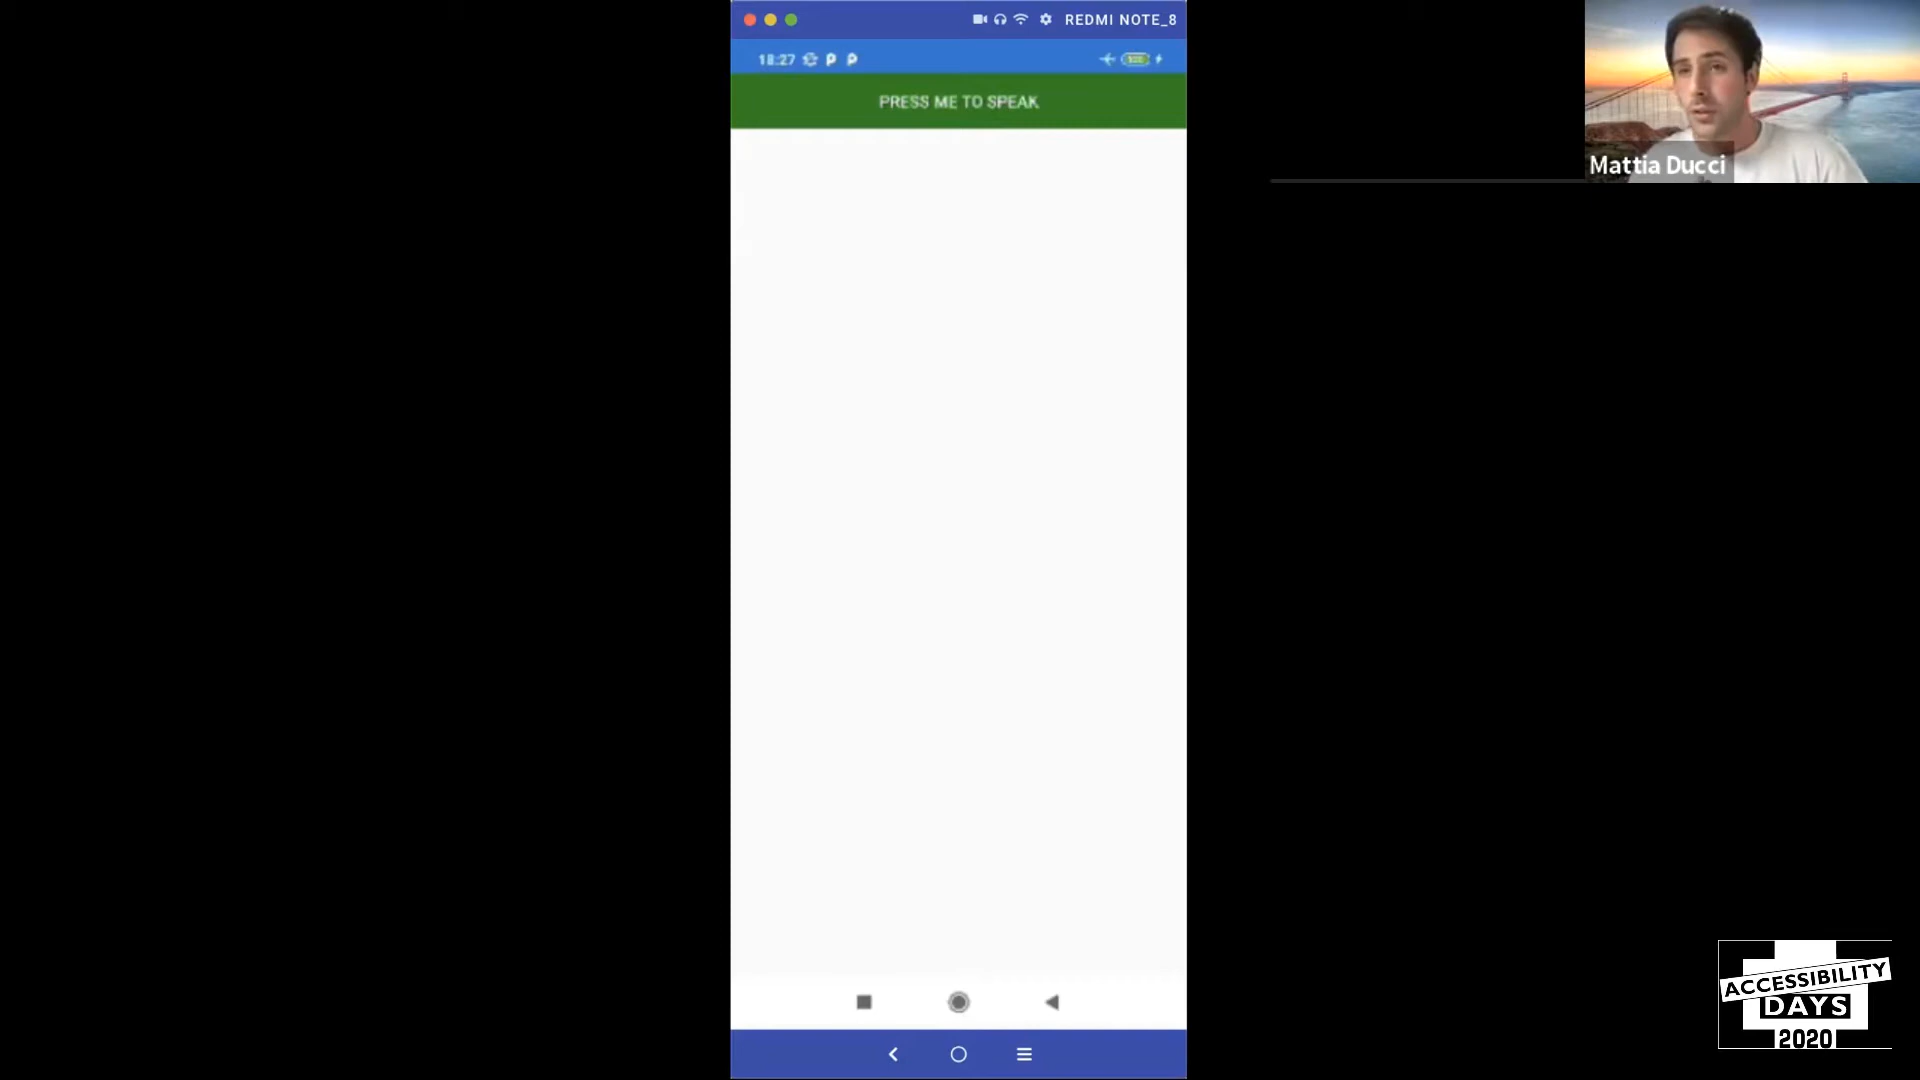 REDMI NOTE_8
18:27
PRESS ME TO SPEAK
Mattia Ducci
ACCESSIBILITY
DAYS
2020